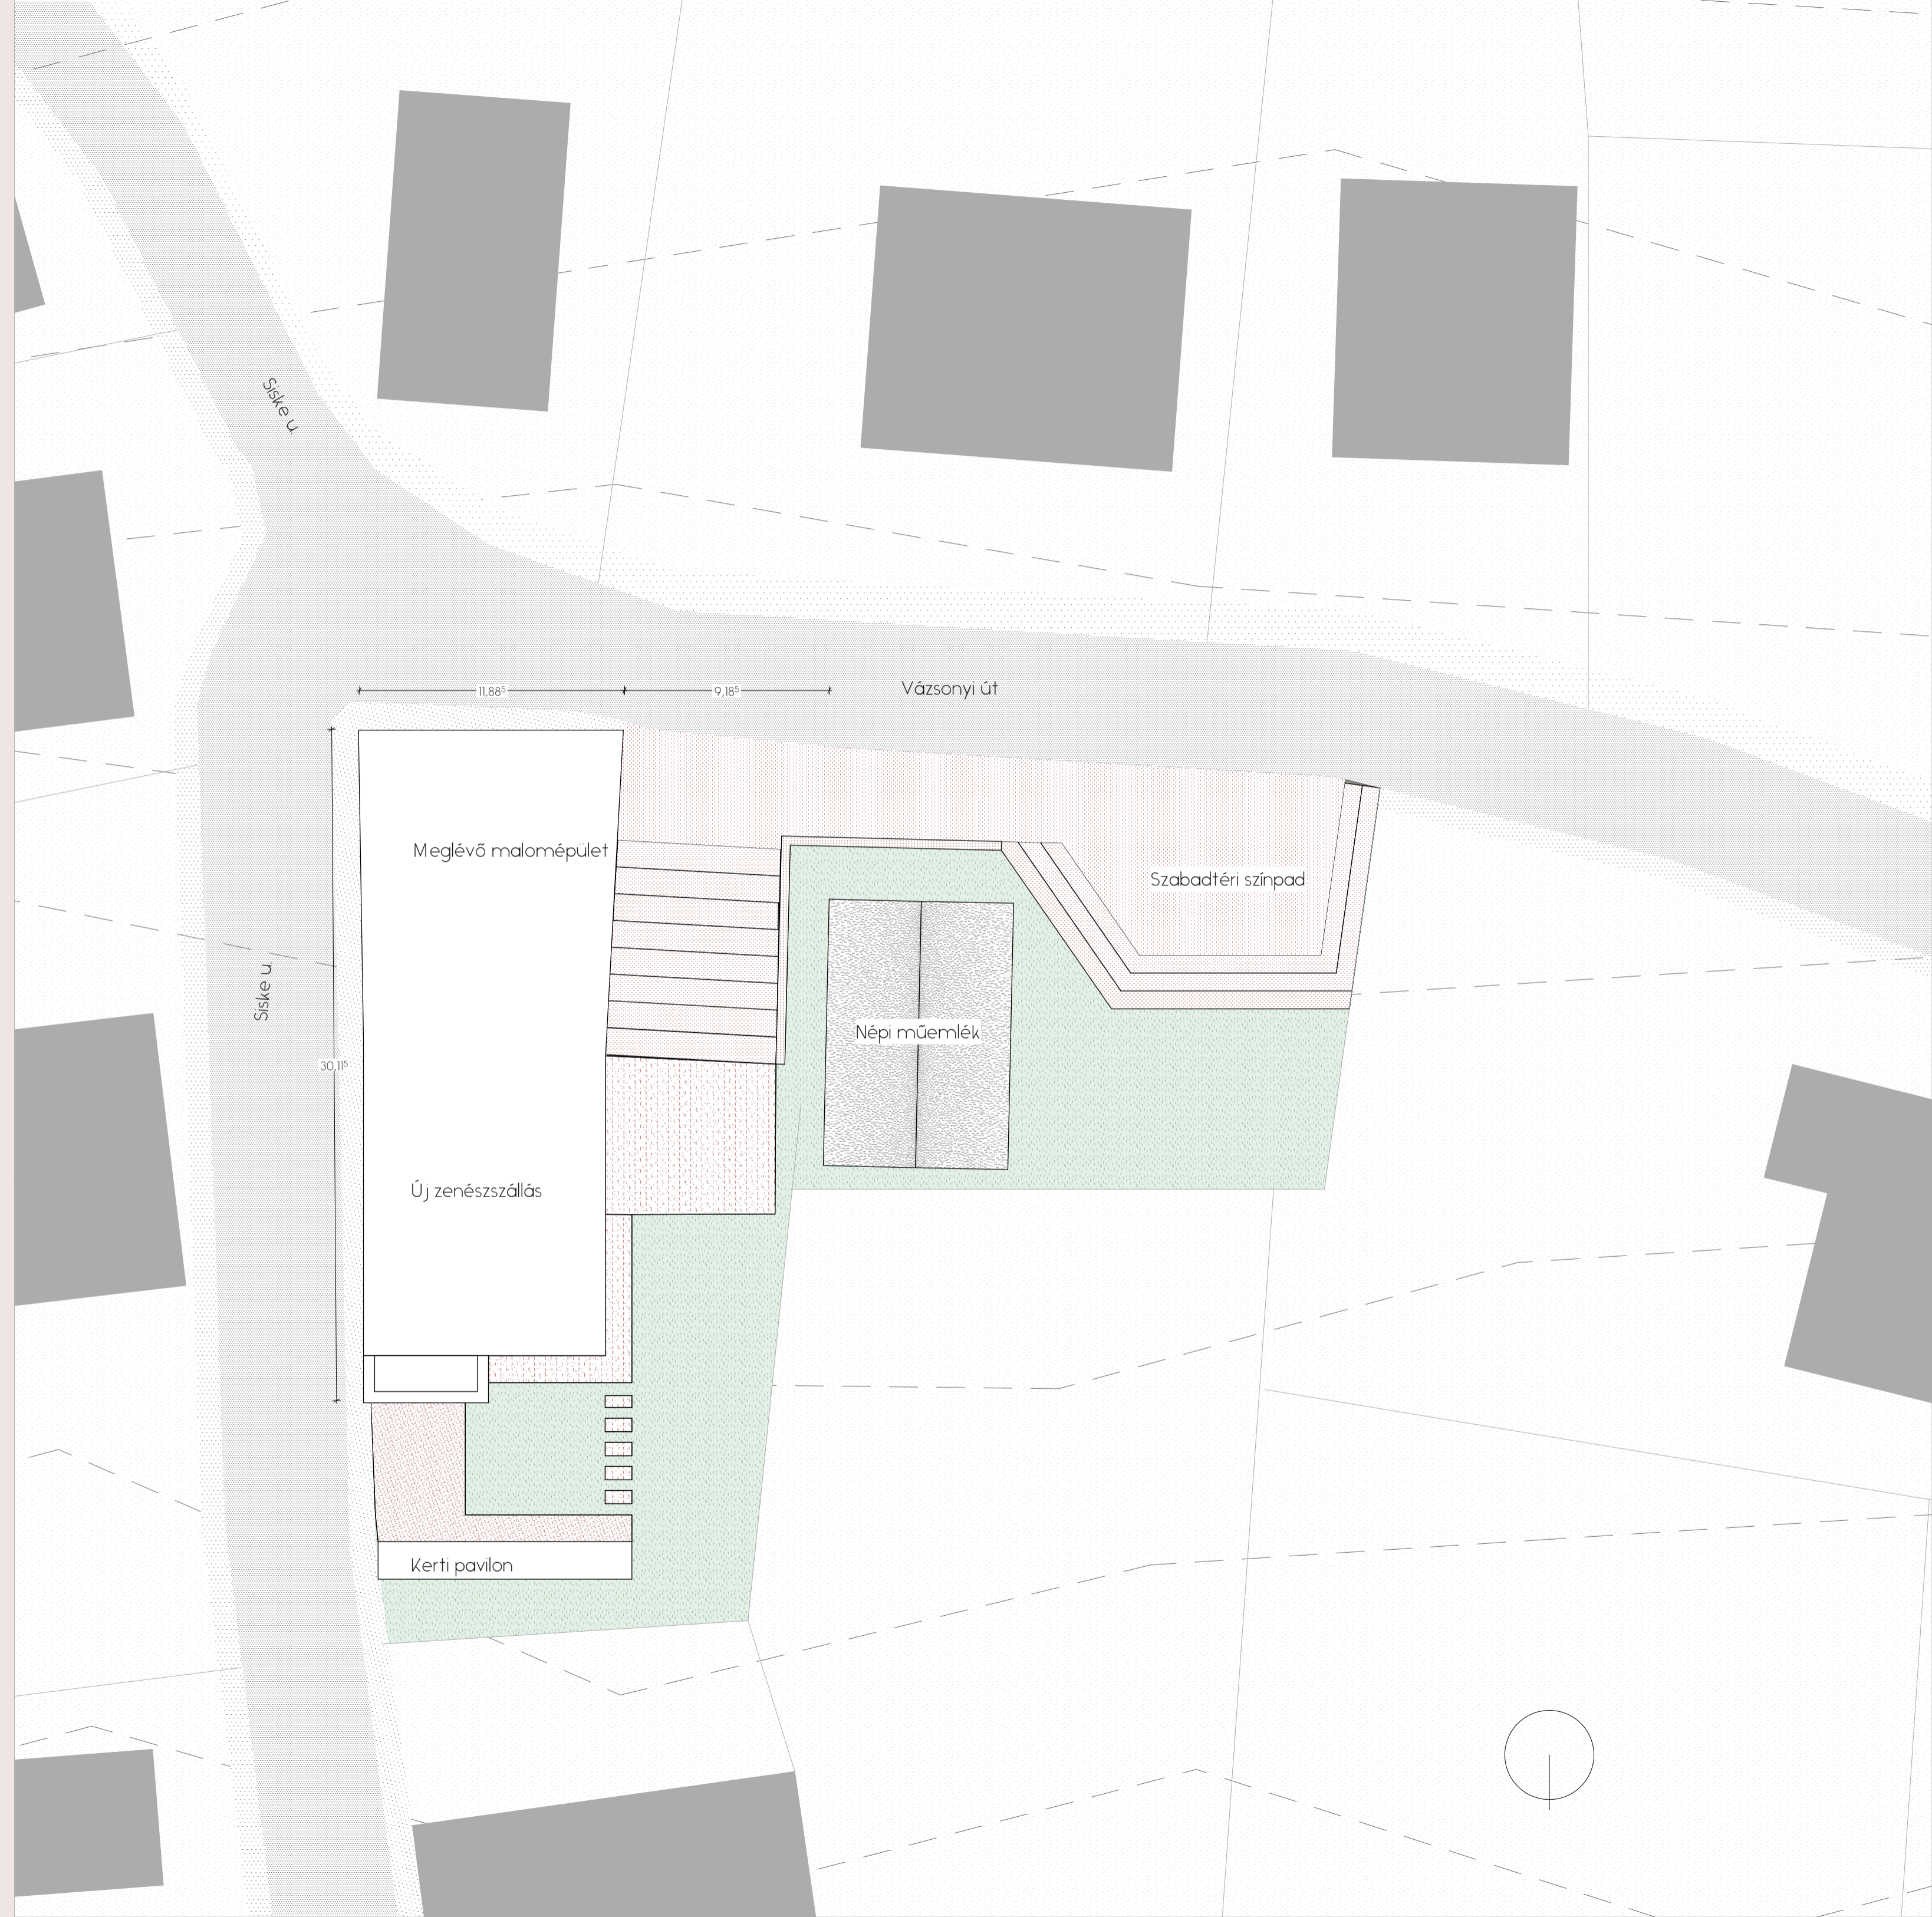 Siske u.
11,88⁵
9,18⁵
Vázsonyi út
Meglévő malomépület
Szabadtéri színpad
Siske u.
Népi műemlék
30,11⁵
Új zenészszállás
Kerti pavilon